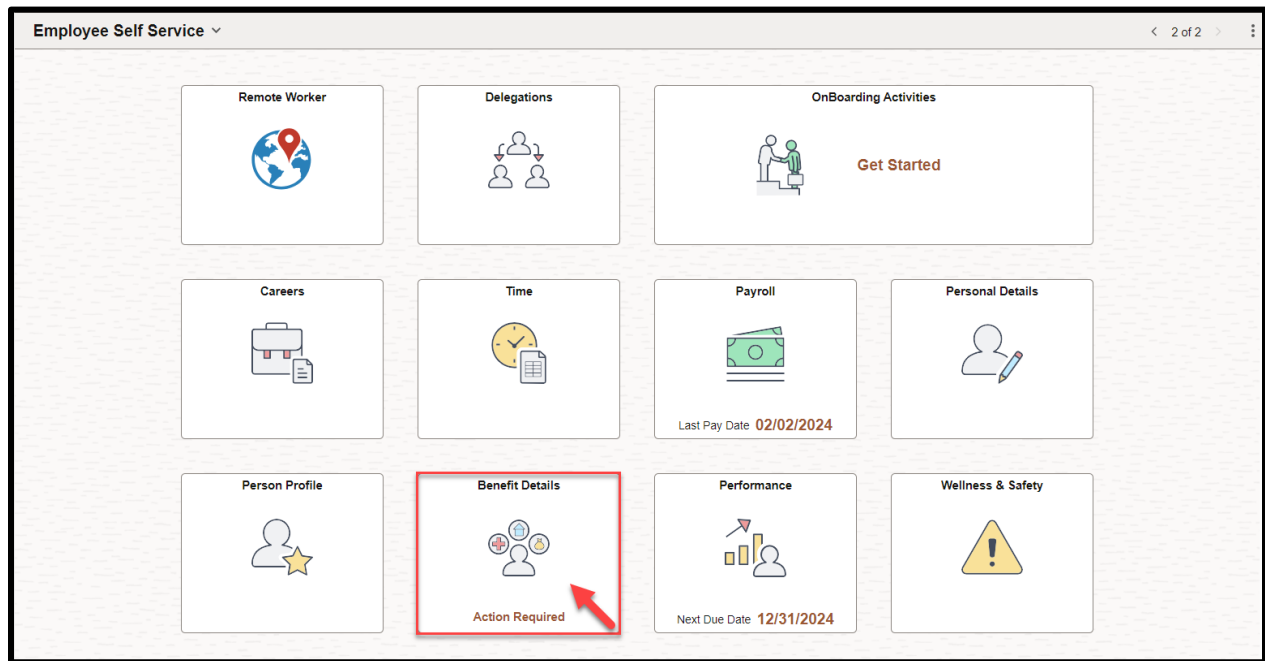 Employee Self Service
2 of 2
Remote Worker
Delegations
OnBoarding Activities
Get Started
Careers
Time
Payroll
Personal Details
Last Pay Date 02/02/2024
Person Profile
Benefit Details
Performance
Wellness & Safety
Action Required
Next Due Date 12/31/2024